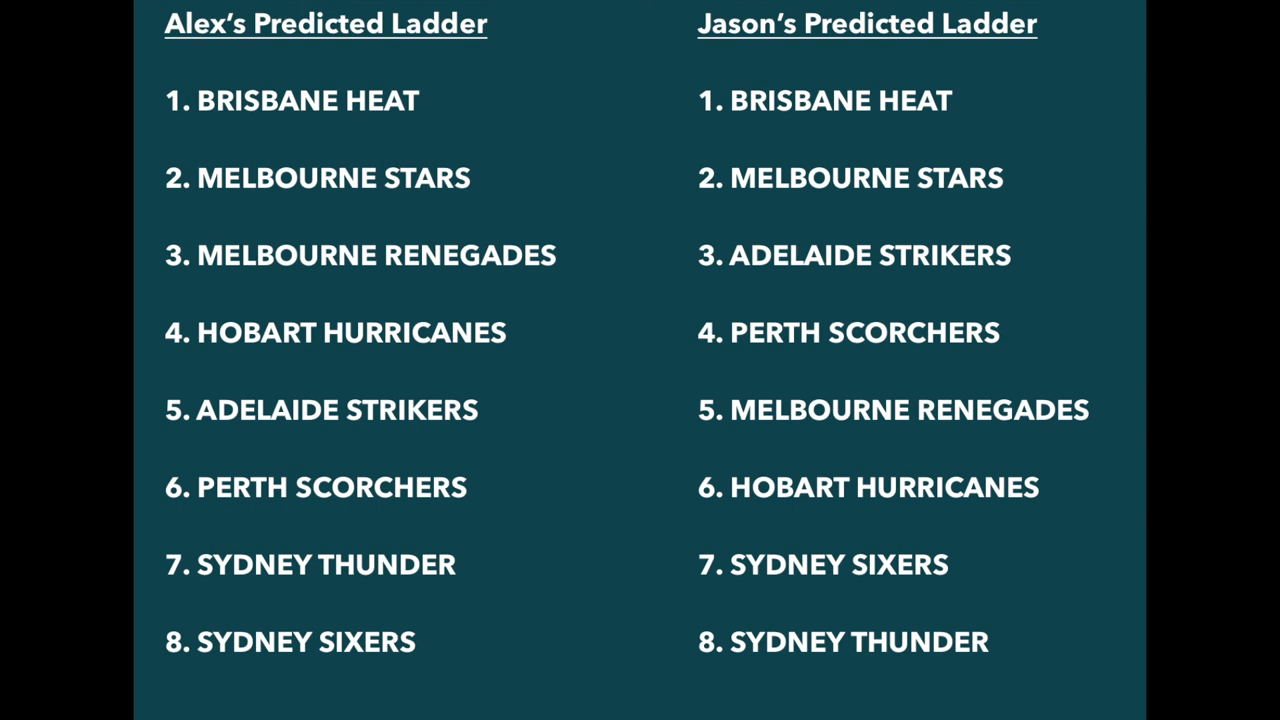 Alex’s Predicted Ladder
1. BRISBANE HEAT
2. MELBOURNE STARS
3. MELBOURNE RENEGADES
4. HOBART HURRICANES
5. ADELAIDE STRIKERS
6. PERTH SCORCHERS
7. SYDNEY THUNDER
8. SYDNEY SIXERS
Jason’s Predicted Ladder
1. BRISBANE HEAT
2. MELBOURNE STARS
3. ADELAIDE STRIKERS
4. PERTH SCORCHERS
5. MELBOURNE RENEGADES
6. HOBART HURRICANES
7. SYDNEY SIXERS
8. SYDNEY THUNDER